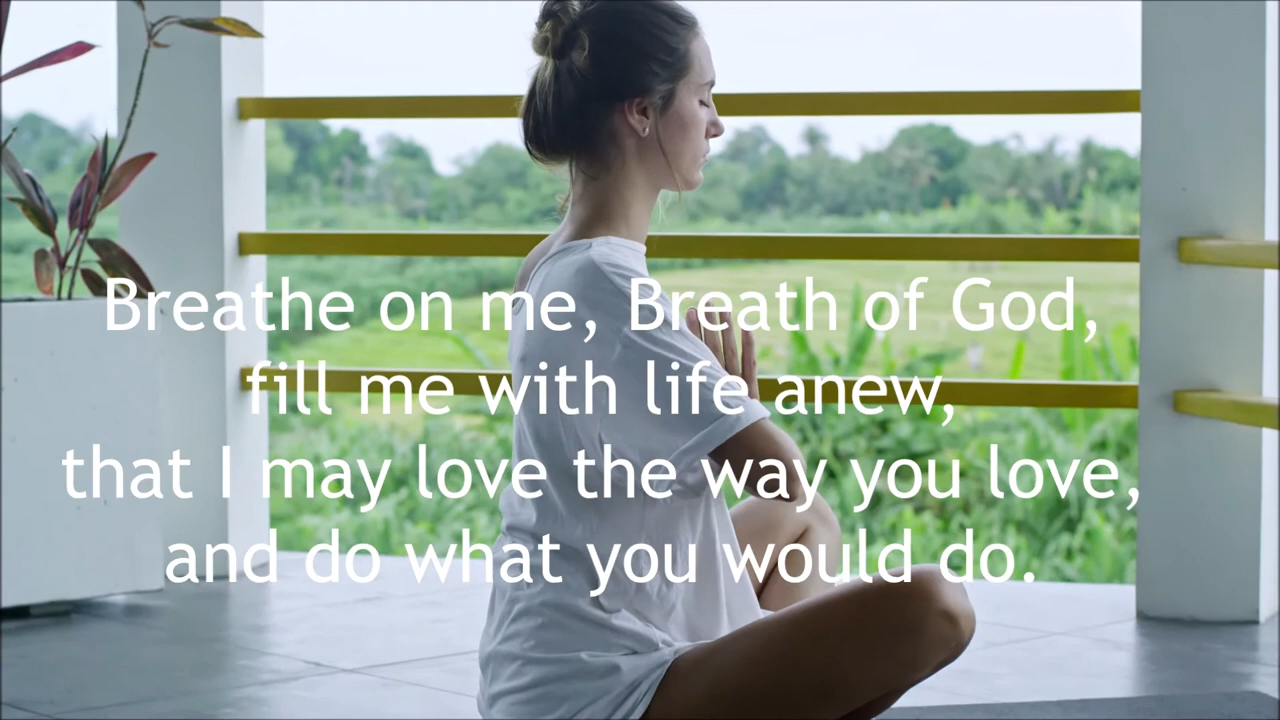 Breathe on me, Breath of God,
fill me with life anew,
that I may love the way you love,
and do what you would do.